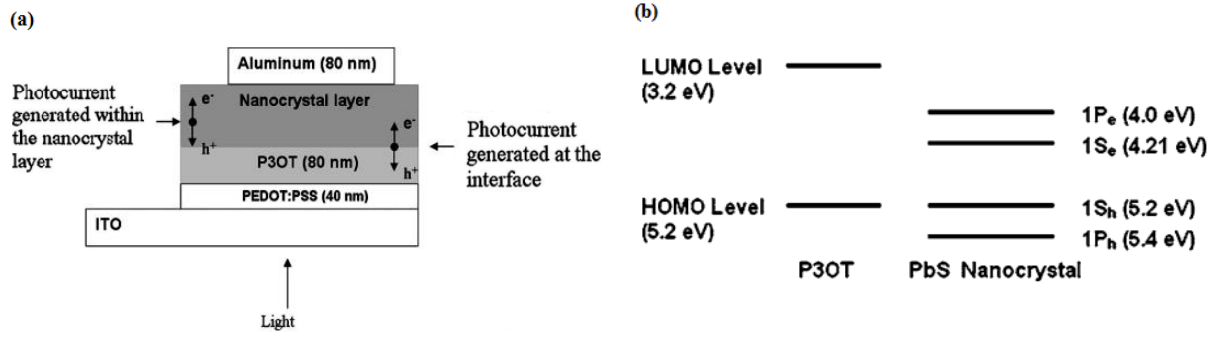 (a)
Aluminum (80 nm)
Photocurrent
generated within
the nanocrystal
layer
e-
h+
Nanocrystal layer
e-
h+
P3OT (80 nm)
PEDOT:PSS (40 nm)
ITO
Photocurrent
generated at the
interface
Light
(b)
LUMO Level
(3.2 eV)
1Pe (4.0 eV)
1Se (4.21 eV)
HOMO Level
(5.2 eV)
1Sh (5.2 eV)
1Ph (5.4 eV)
P3OT
PbS Nanocrystal